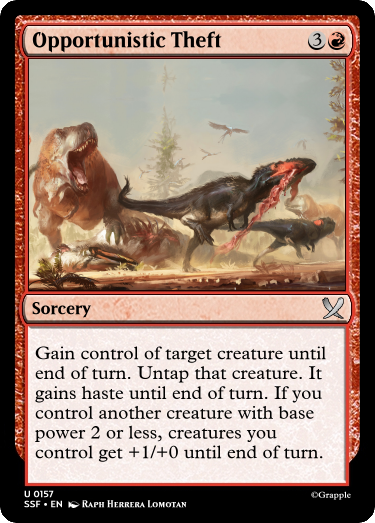 Opportunistic Theft 3
Sorcery
Gain control of target creature until
end of turn. Untap that creature. It
gains haste until end of turn. If you
control another creature with base
power 2 or less, creatures you
control get +1/+0 until end of turn.
U 0157
SSF • EN Raph Herrera Lomotan
©Grapple